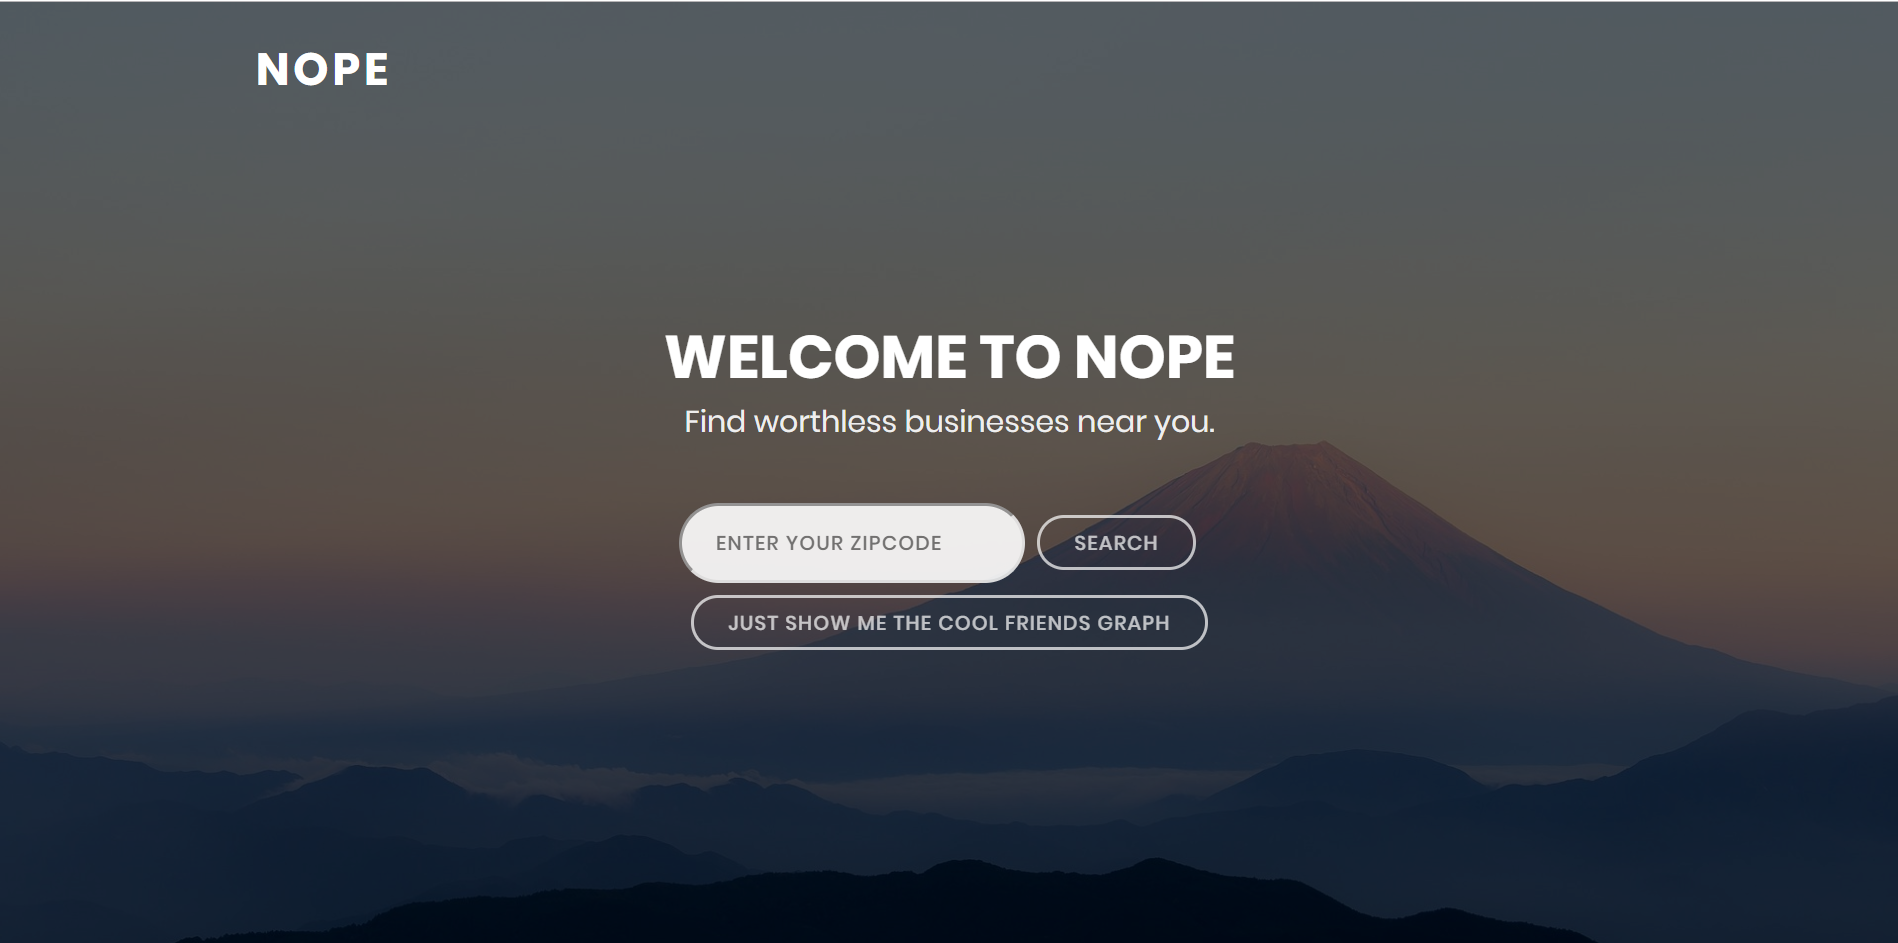 NOPE
WELCOME TO NOPE
Find worthless businesses near you.
ENTER YOUR ZIPCODE
SEARCH
JUST SHOW ME THE COOL FRIENDS GRAPH